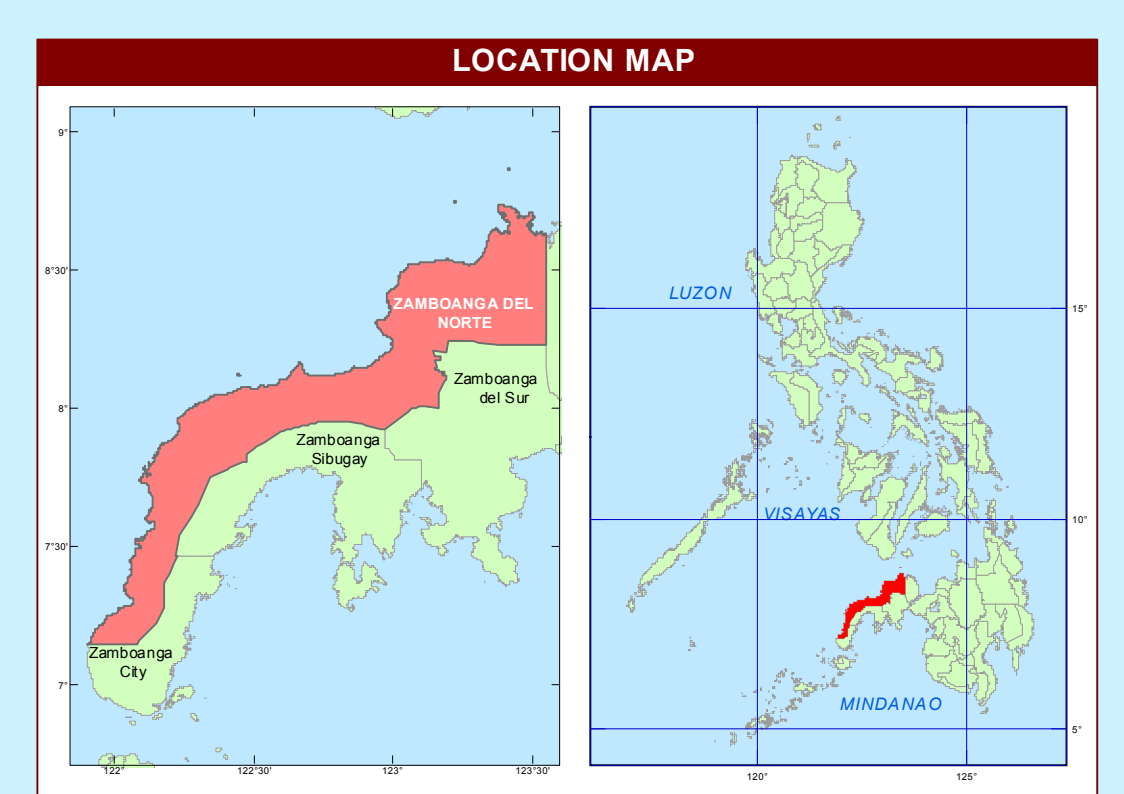 LOCATION MAP
9°
8°30'
8°
7°30'
7°
122°
122°30'
123°
123°30'
ZAMBOANGA DEL
NORTE
Zamboanga
del Sur
Zamboanga
Sibugay
Zamboanga
City
LUZON
VISAYAS
MINDANAO
15°
10°
5°
120°
125°